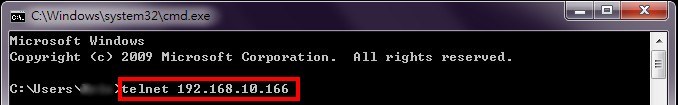 C:\Windows\system32\cmd.exe
Microsoft Windows
Copyright (c) 2009 Microsoft Corporation.  All rights reserved.
C:\Users\ >telnet 192.168.10.166